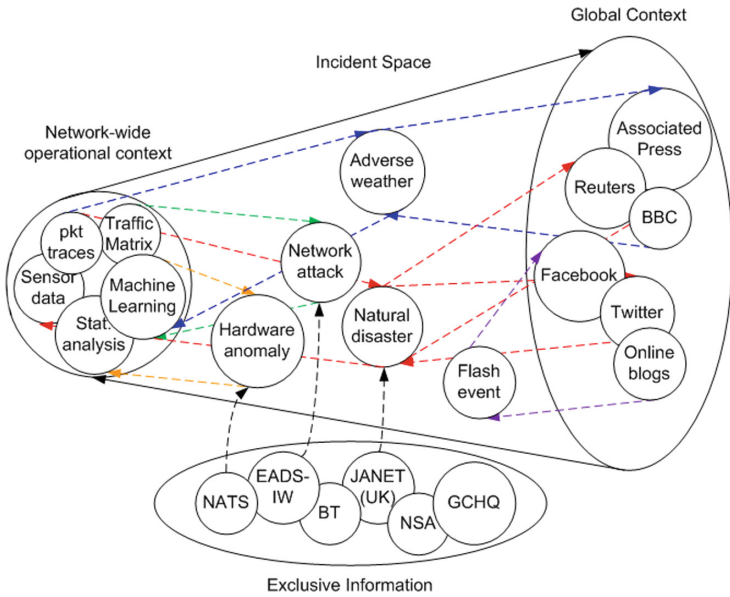 Global Context
Incident Space
Network-wide
operational context
Associated
Press
Adverse
weather
Reuters
BBC
pkt
traces
Traffic
Matrix
Network
attack
Facebook
Sensor
data
Machine
Learning
Natural
disaster
Twitter
Stat.
analysis
Hardware
anomaly
Online
blogs
Flash
event
EADS-
IW
JANET
(UK)
NATS
BT
NSA
GCHQ
Exclusive Information